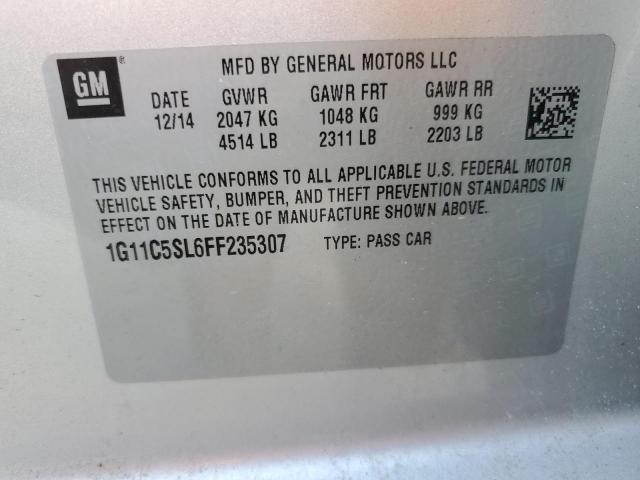 GM
MFD BY GENERAL MOTORS LLC
DATE GVWR GAWR FRT GAWR RR
12/14 2047 KG 1048 KG 999 KG
4514 LB 2311 LB 2203 LB
THIS VEHICLE CONFORMS TO ALL APPLICABLE U.S. FEDERAL MOTOR
VEHICLE SAFETY, BUMPER, AND THEFT PREVENTION STANDARDS IN
EFFECT ON THE DATE OF MANUFACTURE SHOWN ABOVE.
1G11C5SL6FF235307 TYPE: PASS CAR